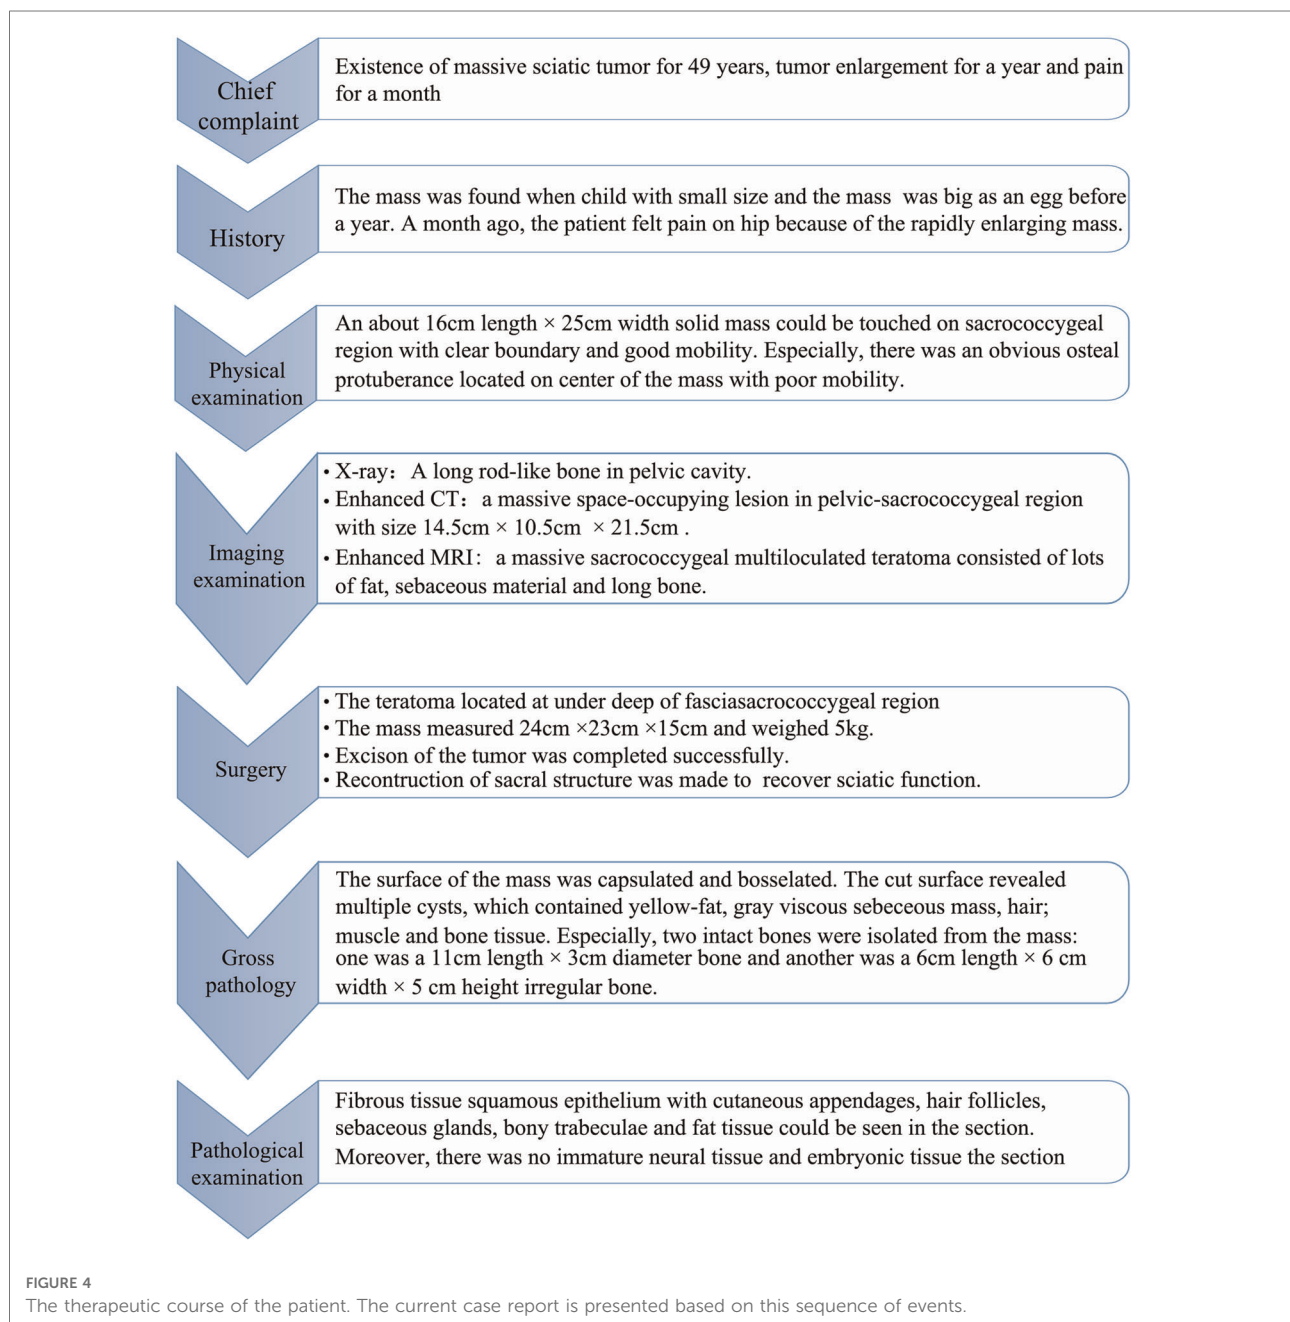 Chief
complaint
Existence of massive sciatic tumor for 49 years, tumor enlargement for a year and pain
for a month
History
The mass was found when child with small size and the mass was big as an egg before
a year. A month ago, the patient felt pain on hip because of the rapidly enlarging mass.
Physical
examination
An about 16cm length × 25cm width solid mass could be touched on sacrococcygeal
region with clear boundary and good mobility. Especially, there was an obvious osteal
protuberance located on center of the mass with poor mobility.
Imaging
examination
• X-ray: A long rod-like bone in pelvic cavity.
• Enhanced CT: a massive space-occupying lesion in pelvic-sacrococcygeal region
with size 14.5cm × 10.5cm × 21.5cm .
• Enhanced MRI: a massive sacrococcygeal multiloculated teratoma consisted of lots
of fat, sebaceous material and long bone.
Surgery
• The teratoma located at under deep of fasciasacrococcygeal region
• The mass measured 24cm ×23cm ×15cm and weighed 5kg.
• Excison of the tumor was completed successfully.
• Recontruction of sacral structure was made to recover sciatic function.
Gross
pathology
The surface of the mass was capsulated and bosselated. The cut surface revealed
multiple cysts, which contained yellow-fat, gray viscous sebeceous mass, hair;
muscle and bone tissue. Especially, two intact bones were isolated from the mass:
one was a 11cm length × 3cm diameter bone and another was a 6cm length × 6 cm
width × 5 cm height irregular bone.
Pathological
examination
Fibrous tissue squamous epithelium with cutaneous appendages, hair follicles,
sebaceous glands, bony trabeculae and fat tissue could be seen in the section.
Moreover, there was no immature neural tissue and embryonic tissue the section
FIGURE 4
The therapeutic course of the patient. The current case report is presented based on this sequence of events.